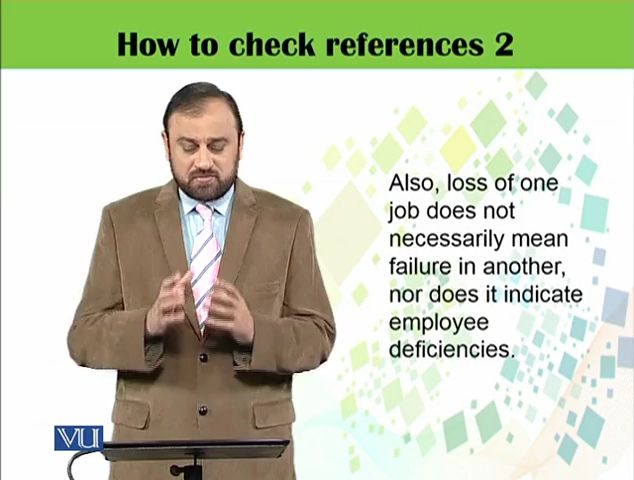 How to check references 2
Also, loss of one
job does not
necessarily mean
failure in another,
nor does it indicate
employee
deficiencies.
VU